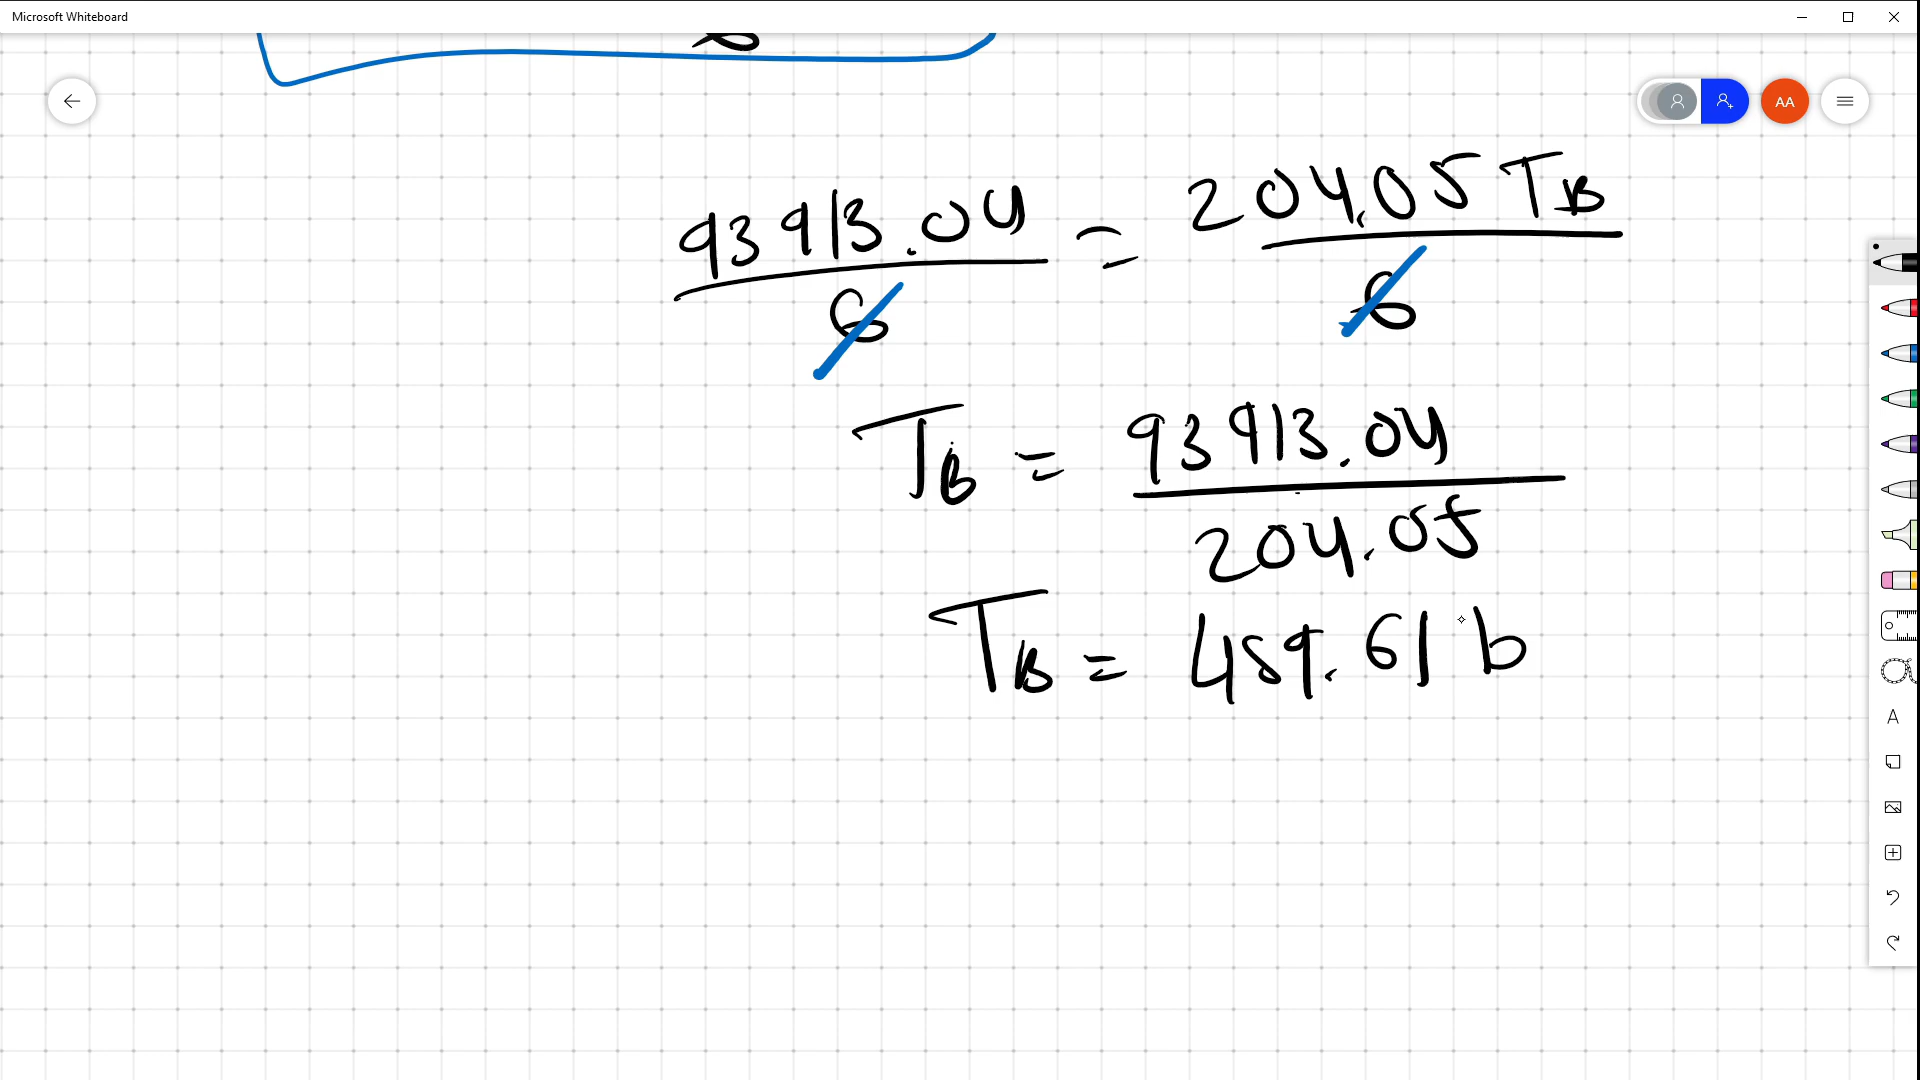 Microsoft Whiteboard
AA
93913.04 / 6 = 204.05 TB / 6
TB = 93913.04 / 204.05
TB = 459.61 b
A